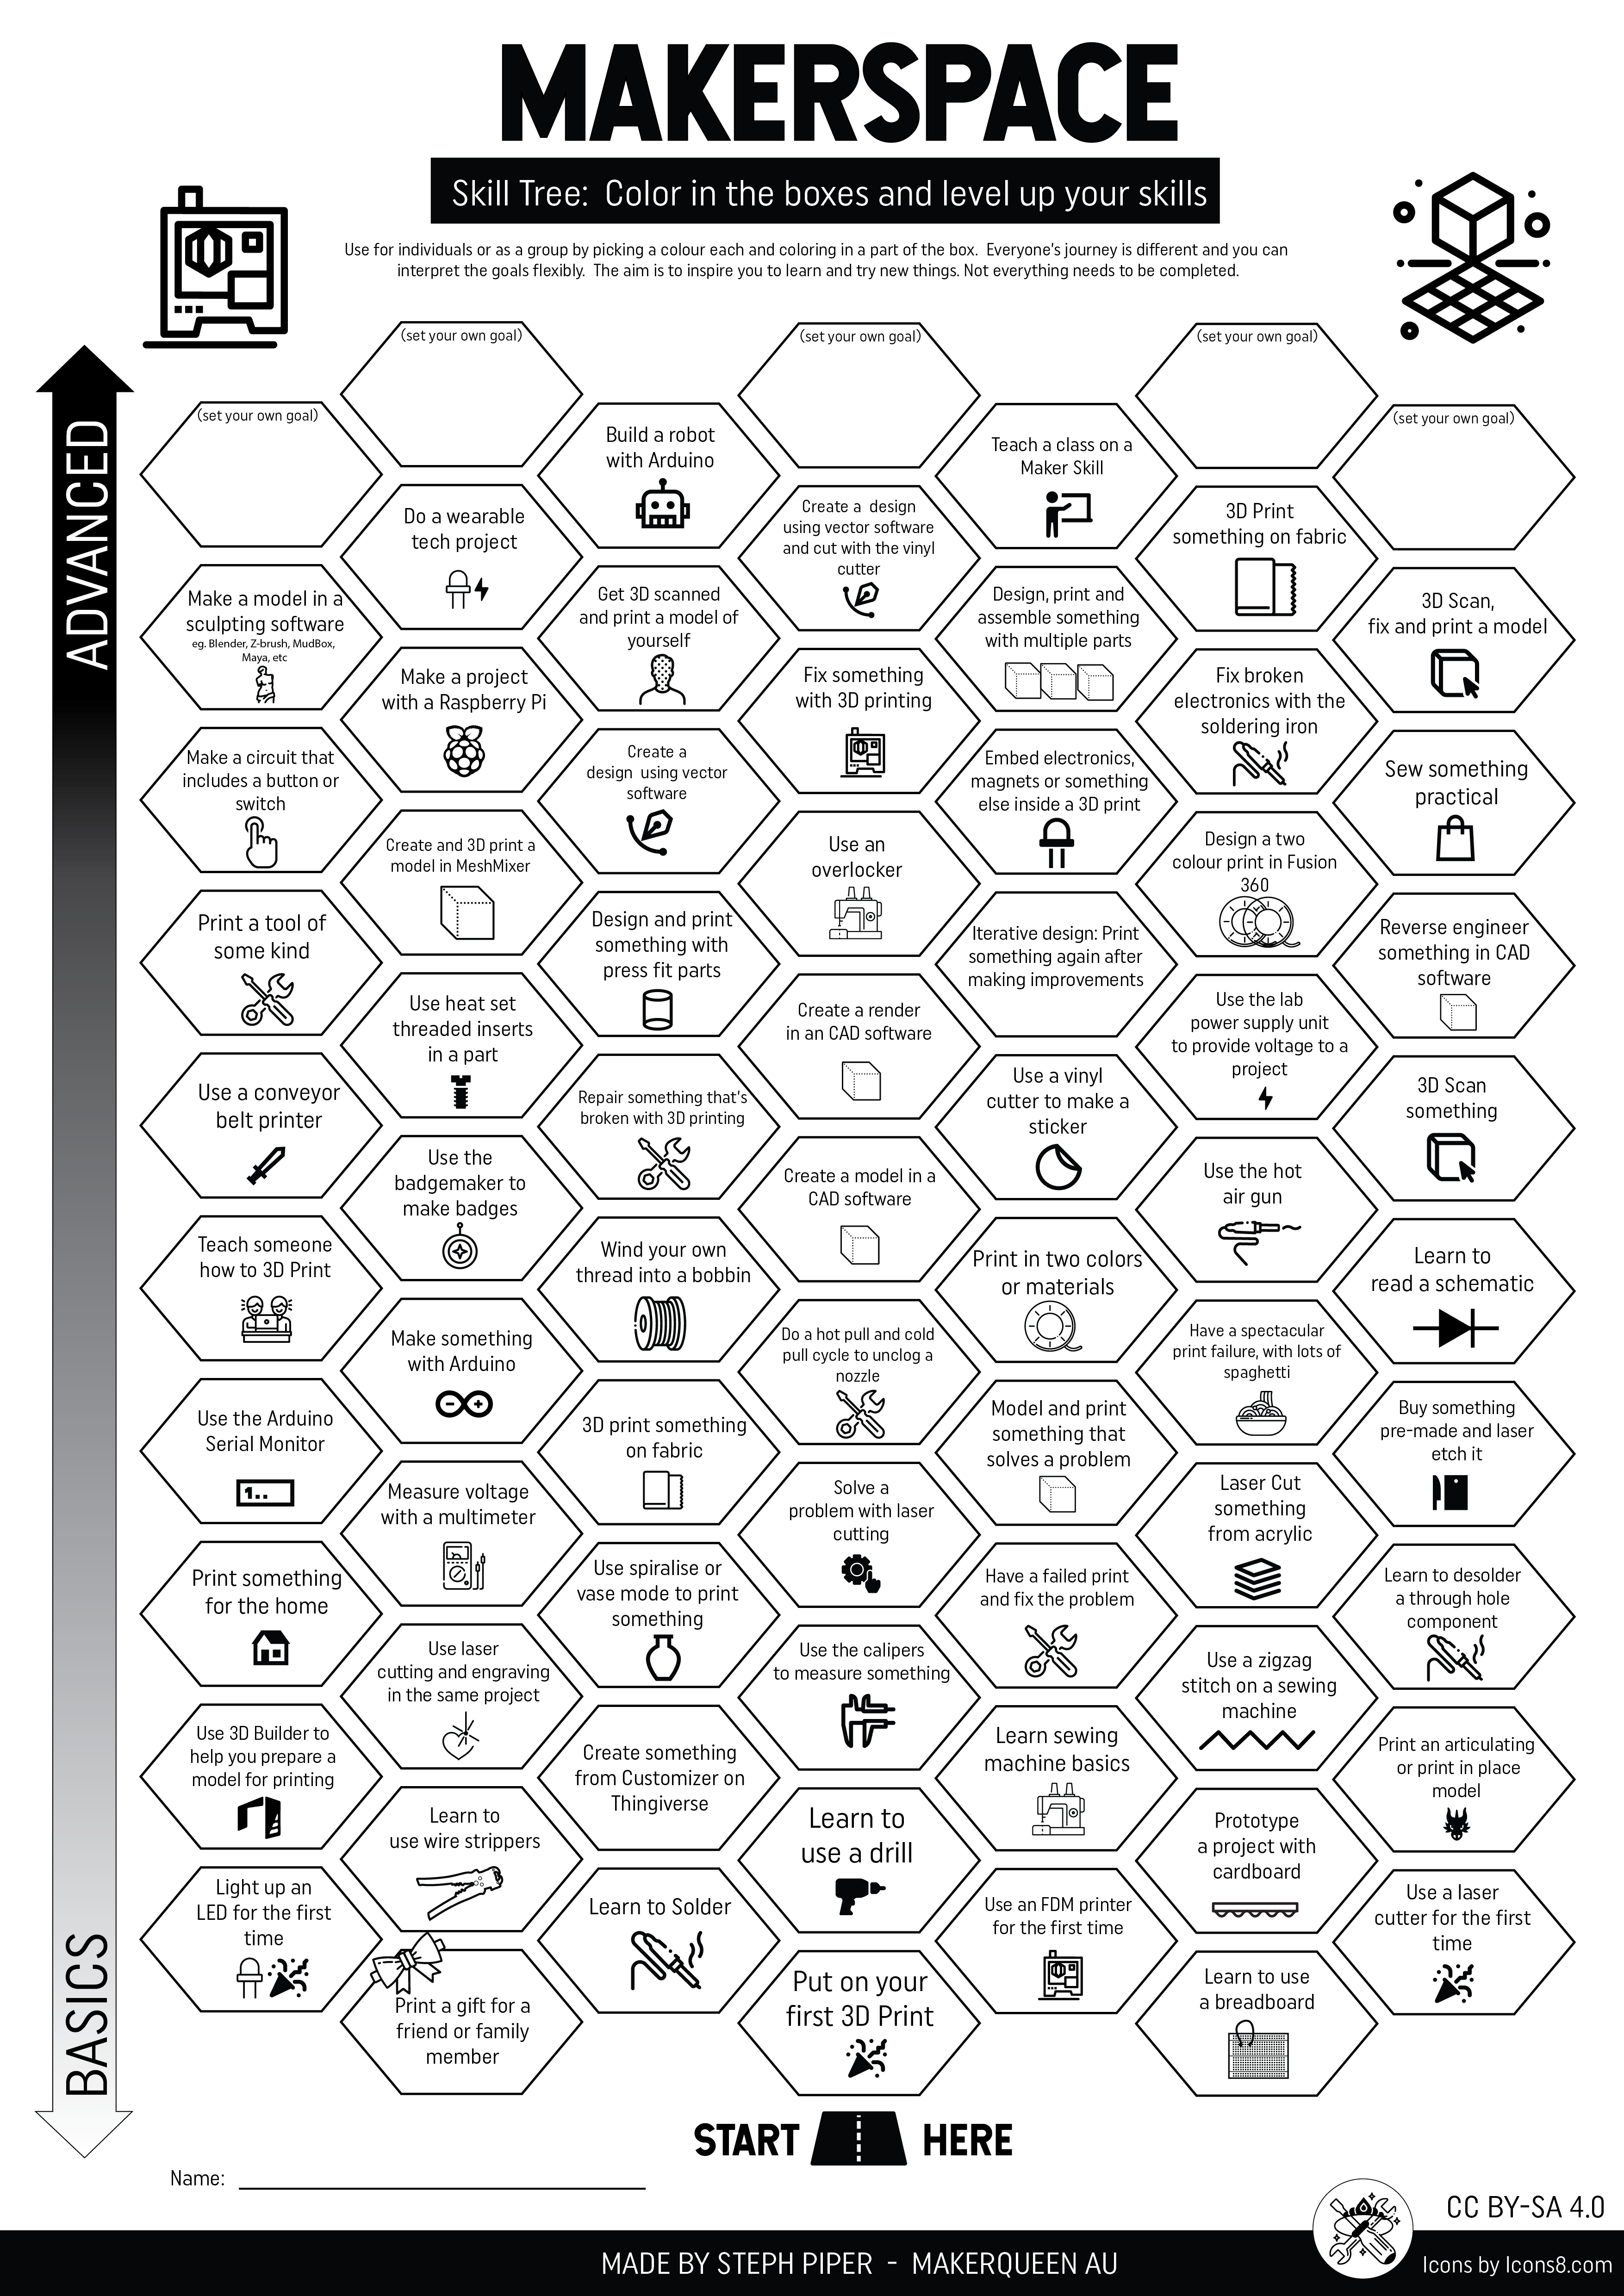 MAKERSPACE
Skill Tree:  Color in the boxes and level up your skills
Use for individuals or as a group by picking a colour each and coloring in a part of the box.  Everyone's journey is different and you can
interpret the goals flexibly.  The aim is to inspire you to learn and try new things. Not everything needs to be completed.
ADVANCED
BASICS
(set your own goal)
Make a model in a
sculpting software
eg. Blender, Z-brush, MudBox,
Maya, etc
Make a circuit that
includes a button or
switch
Print a tool of
some kind
Use a conveyor
belt printer
Teach someone
how to 3D Print
Use the Arduino
Serial Monitor
1..
Print something
for the home
Use 3D Builder to
help you prepare a
model for printing
Light up an
LED for the first
time
(set your own goal)
Do a wearable
tech project
Make a project
with a Raspberry Pi
Create and 3D print a
model in MeshMixer
Use heat set
threaded inserts
in a part
Use the
badgemaker to
make badges
Make something
with Arduino
Measure voltage
with a multimeter
Use laser
cutting and engraving
in the same project
Learn to
use wire strippers
Print a gift for a
friend or family
member
Build a robot
with Arduino
Get 3D scanned
and print a model of
yourself
Create a
design  using vector
software
Design and print
something with
press fit parts
Repair something that's
broken with 3D printing
Wind your own
thread into a bobbin
3D print something
on fabric
Use spiralise or
vase mode to print
something
Create something
from Customizer on
Thingiverse
Learn to Solder
(set your own goal)
Create a  design
using vector software
and cut with the vinyl
cutter
Fix something
with 3D printing
Use an
overlocker
Create a render
in an CAD software
Create a model in a
CAD software
Do a hot pull and cold
pull cycle to unclog a
nozzle
Solve a
problem with laser
cutting
Use the calipers
to measure something
Learn to
use a drill
Put on your
first 3D Print
Teach a class on a
Maker Skill
Design, print and
assemble something
with multiple parts
Embed electronics,
magnets or something
else inside a 3D print
Iterative design: Print
something again after
making improvements
Use a vinyl
cutter to make a
sticker
Print in two colors
or materials
Model and print
something that
solves a problem
Have a failed print
and fix the problem
Learn sewing
machine basics
Use an FDM printer
for the first time
(set your own goal)
3D Print
something on fabric
Fix broken
electronics with the
soldering iron
Design a two
colour print in Fusion
360
Use the lab
power supply unit
to provide voltage to a
project
Use the hot
air gun
Have a spectacular
print failure, with lots of
spaghetti
Laser Cut
something
from acrylic
Use a zigzag
stitch on a sewing
machine
Prototype
a project with
cardboard
Learn to use
a breadboard
(set your own goal)
3D Scan,
fix and print a model
Sew something
practical
Reverse engineer
something in CAD
software
3D Scan
something
Learn to
read a schematic
Buy something
pre-made and laser
etch it
Learn to desolder
a through hole
component
Print an articulating
or print in place
model
Use a laser
cutter for the first
time
START HERE
Name:
CC BY-SA 4.0
MADE BY STEPH PIPER  -  MAKERQUEEN AU
Icons by Icons8.com